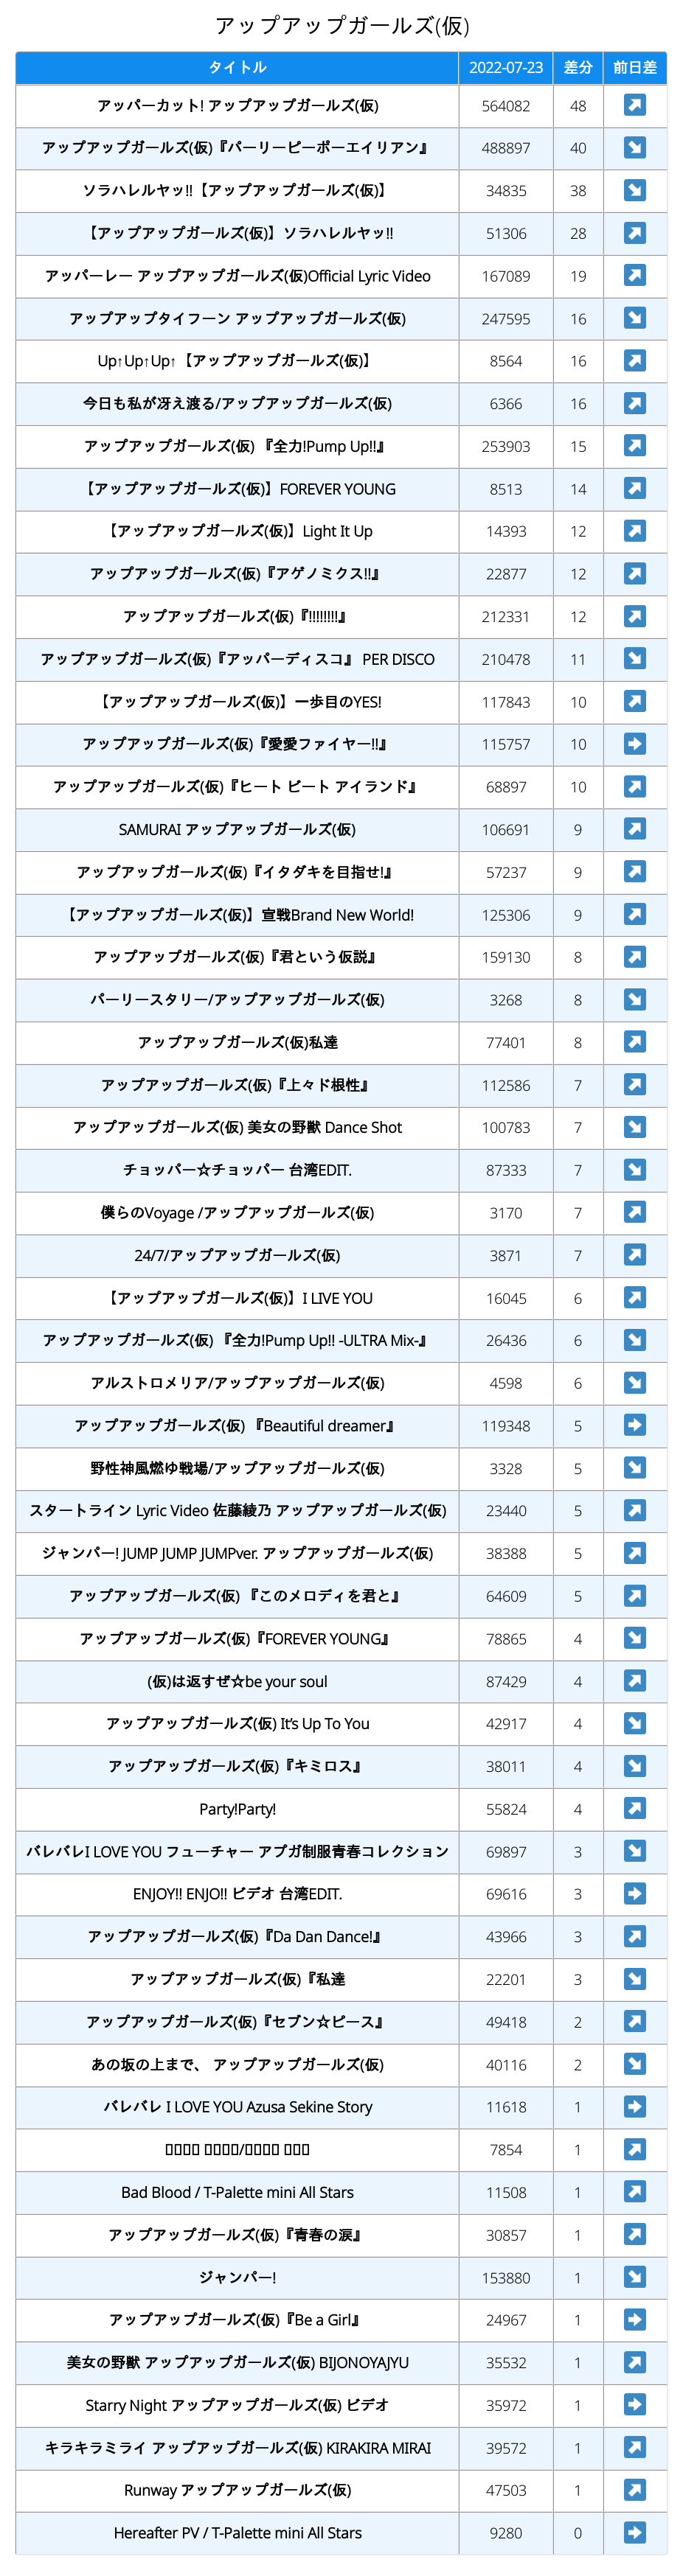 アップアップガールズ(仮)
タイトル 2022-07-23 差分 前日差
アッパーカット! アップアップガールズ(仮) 564082 48 ↗
アップアップガールズ(仮)『パーリーピーポーエイリアン』 488897 40 ↘
ソラハレルヤッ!!【アップアップガールズ(仮)】 34835 38 ↘
【アップアップガールズ(仮)】ソラハレルヤッ!! 51306 28 ↗
アッパーレー アップアップガールズ(仮)Official Lyric Video 167089 19 ↗
アップアップタイフーン アップアップガールズ(仮) 247595 16 ↘
Up↑Up↑Up↑【アップアップガールズ(仮)】 8564 16 ↗
今日も私が冴え渡る/アップアップガールズ(仮) 6366 16 ↗
アップアップガールズ(仮) 『全力!Pump Up!!』 253903 15 ↗
【アップアップガールズ(仮)】FOREVER YOUNG 8513 14 ↗
【アップアップガールズ(仮)】Light It Up 14393 12 ↗
アップアップガールズ(仮)『アゲノミクス!!』 22877 12 ↗
アップアップガールズ(仮)『!!!!!!!!』 212331 12 ↗
アップアップガールズ(仮)『アッパーディスコ』 PER DISCO 210478 11 ↘
【アップアップガールズ(仮)】一歩目のYES! 117843 10 ↗
アップアップガールズ(仮)『愛愛ファイヤー!!』 115757 10 ➡
アップアップガールズ(仮)『ヒート ビート アイランド』 68897 10 ↗
SAMURAI アップアップガールズ(仮) 106691 9 ↗
アップアップガールズ(仮)『イタダキを目指せ!』 57237 9 ↗
【アップアップガールズ(仮)】宣戦Brand New World! 125306 9 ↗
アップアップガールズ(仮)『君という仮説』 159130 8 ↗
パーリースタリー/アップアップガールズ(仮) 3268 8 ↘
アップアップガールズ(仮)私達 77401 8 ↗
アップアップガールズ(仮)『上々ド根性』 112586 7 ↗
アップアップガールズ(仮) 美女の野獣 Dance Shot 100783 7 ↘
チョッパー☆チョッパー 台湾EDIT. 87333 7 ↘
僕らのVoyage /アップアップガールズ(仮) 3170 7 ↗
24/7/アップアップガールズ(仮) 3871 7 ↗
【アップアップガールズ(仮)】I LIVE YOU 16045 6 ↗
アップアップガールズ(仮) 『全力!Pump Up!! -ULTRA Mix-』 26436 6 ↘
アルストロメリア/アップアップガールズ(仮) 4598 6 ↘
アップアップガールズ(仮) 『Beautiful dreamer』 119348 5 ➡
野性神風燃ゆ戦場/アップアップガールズ(仮) 3328 5 ↘
スタートライン Lyric Video 佐藤綾乃 アップアップガールズ(仮) 23440 5 ↗
ジャンパー! JUMP JUMP JUMPver. アップアップガールズ(仮) 38388 5 ↗
アップアップガールズ(仮) 『このメロディを君と』 64609 5 ↗
アップアップガールズ(仮)『FOREVER YOUNG』 78865 4 ↘
(仮)は返すぜ☆be your soul 87429 4 ↗
アップアップガールズ(仮) It's Up To You 42917 4 ↘
アップアップガールズ(仮)『キミロス』 38011 4 ↘
Party!Party! 55824 4 ↗
バレバレI LOVE YOU フューチャー アプガ制服青春コレクション 69897 3 ↘
ENJOY!! ENJO!! ビデオ 台湾EDIT. 69616 3 ➡
アップアップガールズ(仮)『Da Dan Dance!』 43966 3 ↗
アップアップガールズ(仮)『私達 22201 3 ↘
アップアップガールズ(仮)『セブン☆ピース』 49418 2 ↗
あの坂の上まで、 アップアップガールズ(仮) 40116 2 ↘
バレバレ I LOVE YOU Azusa Sekine Story 11618 1 ➡
▯▯▯▯ ▯▯▯▯/▯▯▯▯ ▯▯▯ 7854 1 ↗
Bad Blood / T-Palette mini All Stars 11508 1 ↗
アップアップガールズ(仮)『青春の涙』 30857 1 ↗
ジャンパー! 153880 1 ↘
アップアップガールズ(仮)『Be a Girl』 24967 1 ➡
美女の野獣 アップアップガールズ(仮) BIJONOYAJYU 35532 1 ↗
Starry Night アップアップガールズ(仮) ビデオ 35972 1 ➡
キラキラミライ アップアップガールズ(仮) KIRAKIRA MIRAI 39572 1 ↗
Runway アップアップガールズ(仮) 47503 1 ↗
Hereafter PV / T-Palette mini All Stars 9280 0 ➡